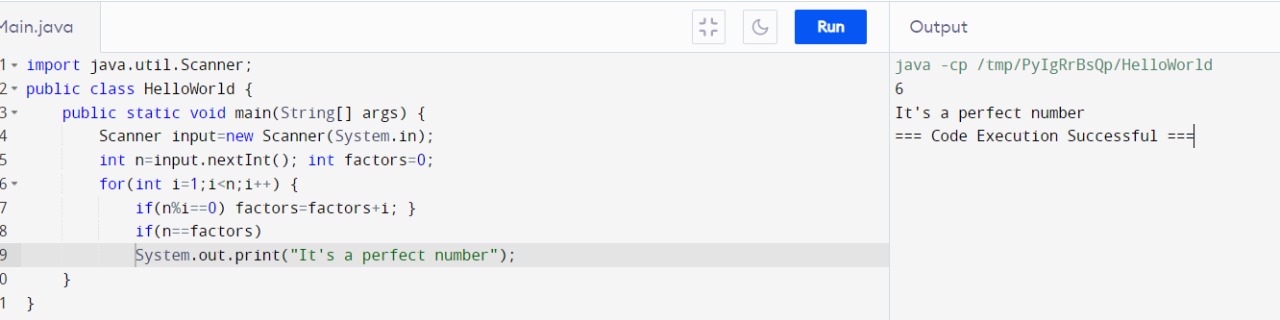 Main.java Run Output
1 import java.util.Scanner;
2 public class HelloWorld {
3 public static void main(String[] args) {
4 Scanner input=new Scanner(System.in);
5 int n=input.nextInt(); int factors=0;
6 for(int i=1;i<n;i++) {
7 if(n%i==0) factors=factors+i; }
8 if(n==factors)
9 System.out.print("It's a perfect number");
0 }
1 }
java -cp /tmp/PyIgRrBsQp/HelloWorld
6
It's a perfect number
=== Code Execution Successful ===